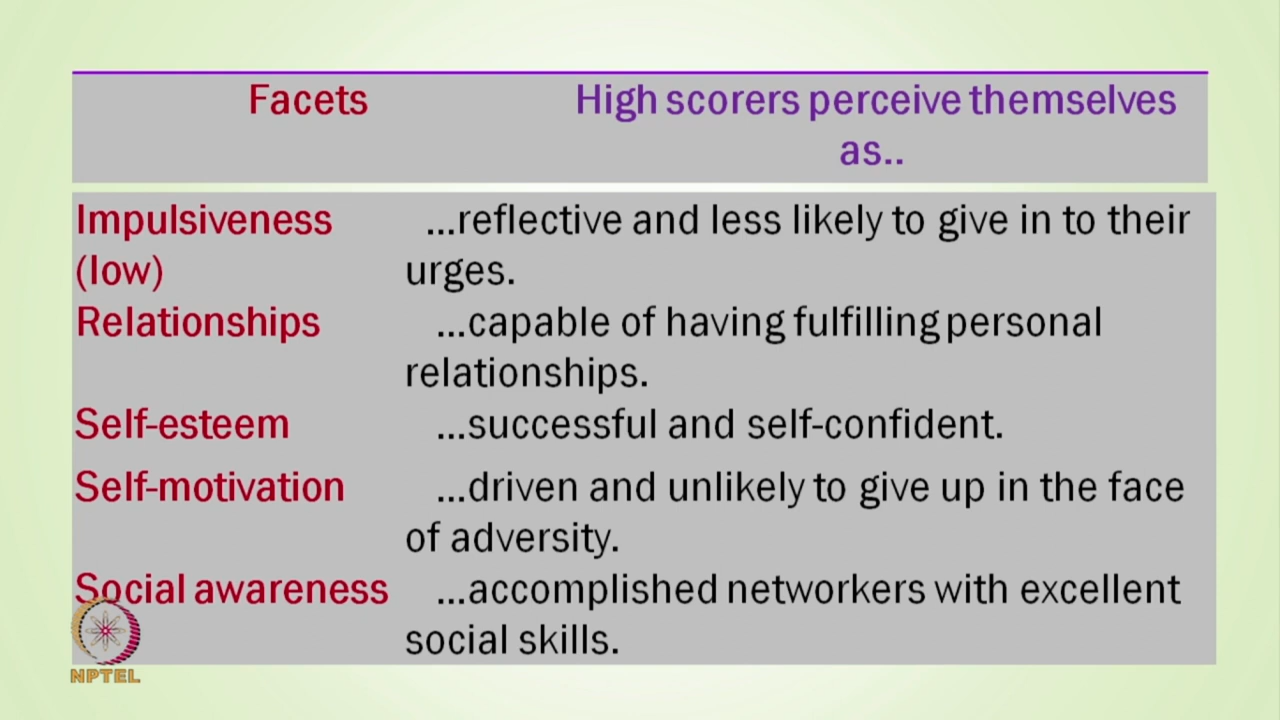 Facets High scorers perceive themselves
as..
Impulsiveness ...reflective and less likely to give in to their
(low) urges.
Relationships ...capable of having fulfilling personal
relationships.
Self-esteem ...successful and self-confident.
Self-motivation ...driven and unlikely to give up in the face
of adversity.
Social awareness ...accomplished networkers with excellent
social skills.
NPTEL